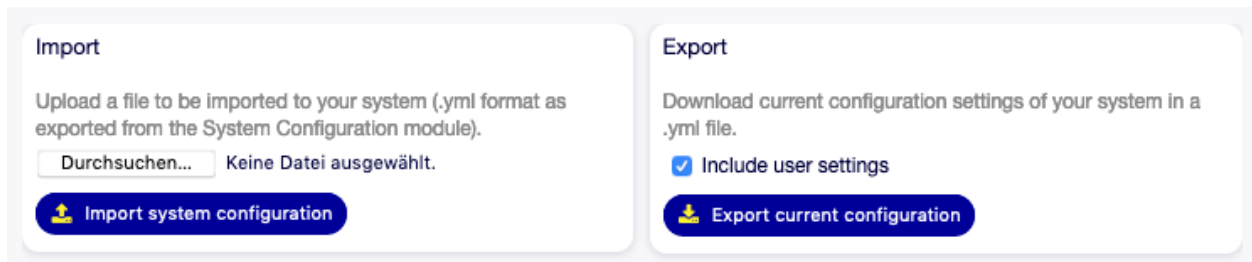 Import
Upload a file to be imported to your system (.yml format as
exported from the System Configuration module).
Durchsuchen... Keine Datei ausgewählt.
Import system configuration
Export
Download current configuration settings of your system in a
.yml file.
Include user settings
Export current configuration